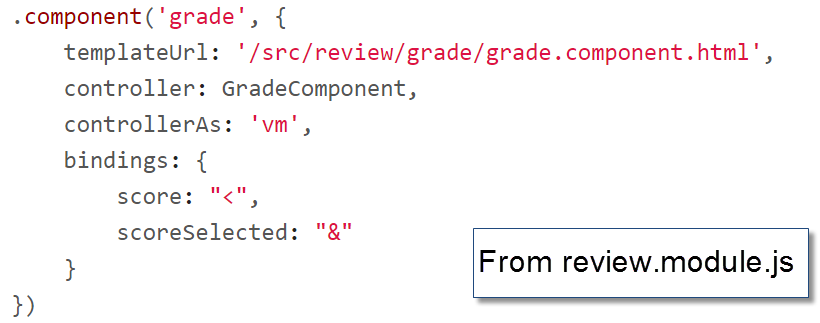 .component('grade', {
    templateUrl: '/src/review/grade/grade.component.html',
    controller: GradeComponent,
    controllerAs: 'vm',
    bindings: {
        score: "<",
        scoreSelected: "&"
    }
})
From review.module.js